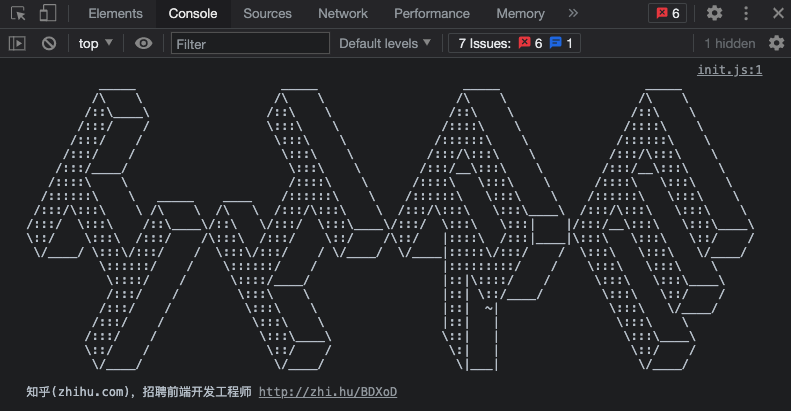 Elements Console Sources Network Performance Memory » 6
top Filter Default levels 7 Issues: 6 1 1 hidden
init.js:1
知乎(zhihu.com), 招聘前端开发工程师 http://zhi.hu/BDXoD